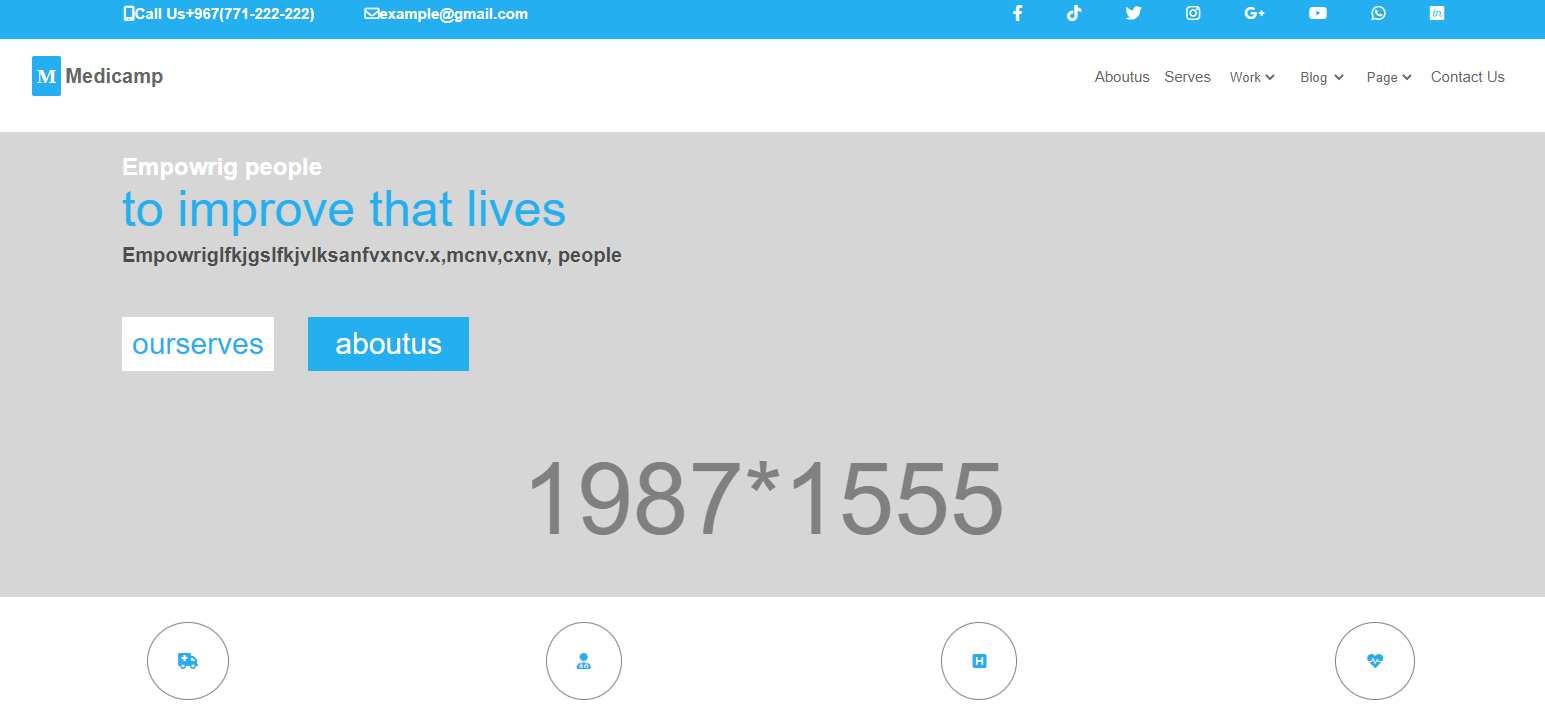 Call Us+967(771-222-222) example@gmail.com
M Medicamp
Aboutus Serves Work Blog Page Contact Us
Empowrig people
to improve that lives
Empowriglfkjgslfkjvlksanfvxncv.x,mcnv,cxnv, people
ourserves aboutus
1987*1555